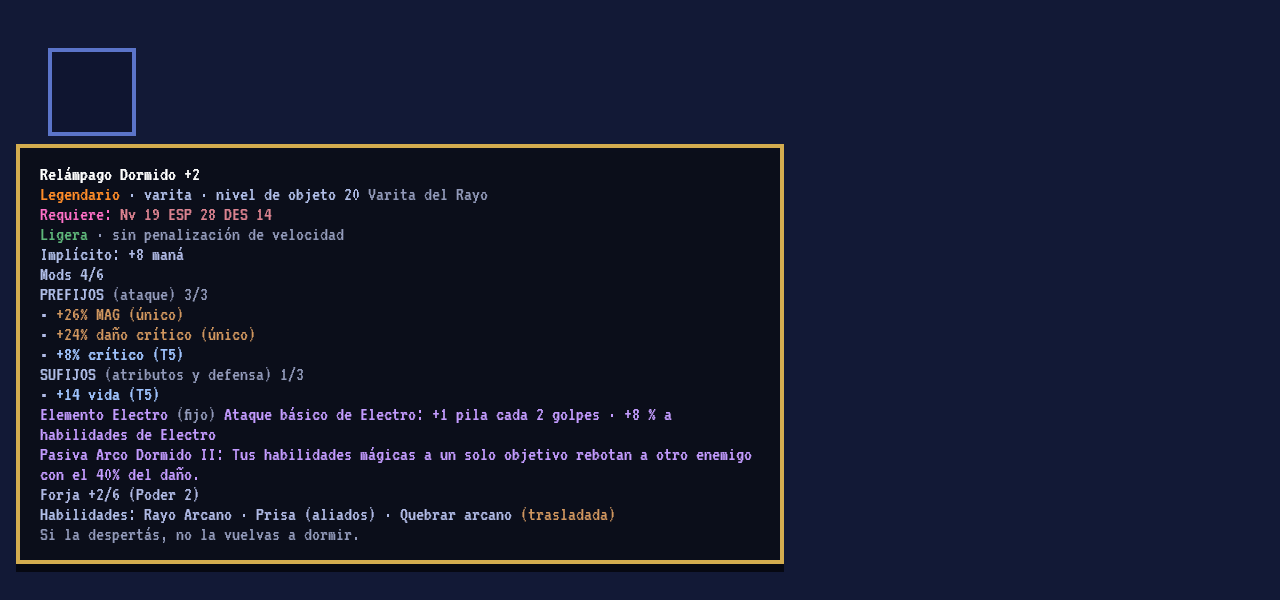 Relámpago Dormido +2
Legendario · varita · nivel de objeto 20 Varita del Rayo
Requiere: Nv 19 ESP 28 DES 14
Ligera · sin penalización de velocidad
Implícito: +8 maná
Mods 4/6
PREFIJOS (ataque) 3/3
- +26% MAG (único)
- +24% daño crítico (único)
- +8% crítico (T5)
SUFIJOS (atributos y defensa) 1/3
- +14 vida (T5)
Elemento Electro (fijo) Ataque básico de Electro: +1 pila cada 2 golpes · +8 % a
habilidades de Electro
Pasiva Arco Dormido II: Tus habilidades mágicas a un solo objetivo rebotan a otro enemigo
con el 40% del daño.
Forja +2/6 (Poder 2)
Habilidades: Rayo Arcano · Prisa (aliados) · Quebrar arcano (trasladada)
Si la despertás, no la vuelvas a dormir.